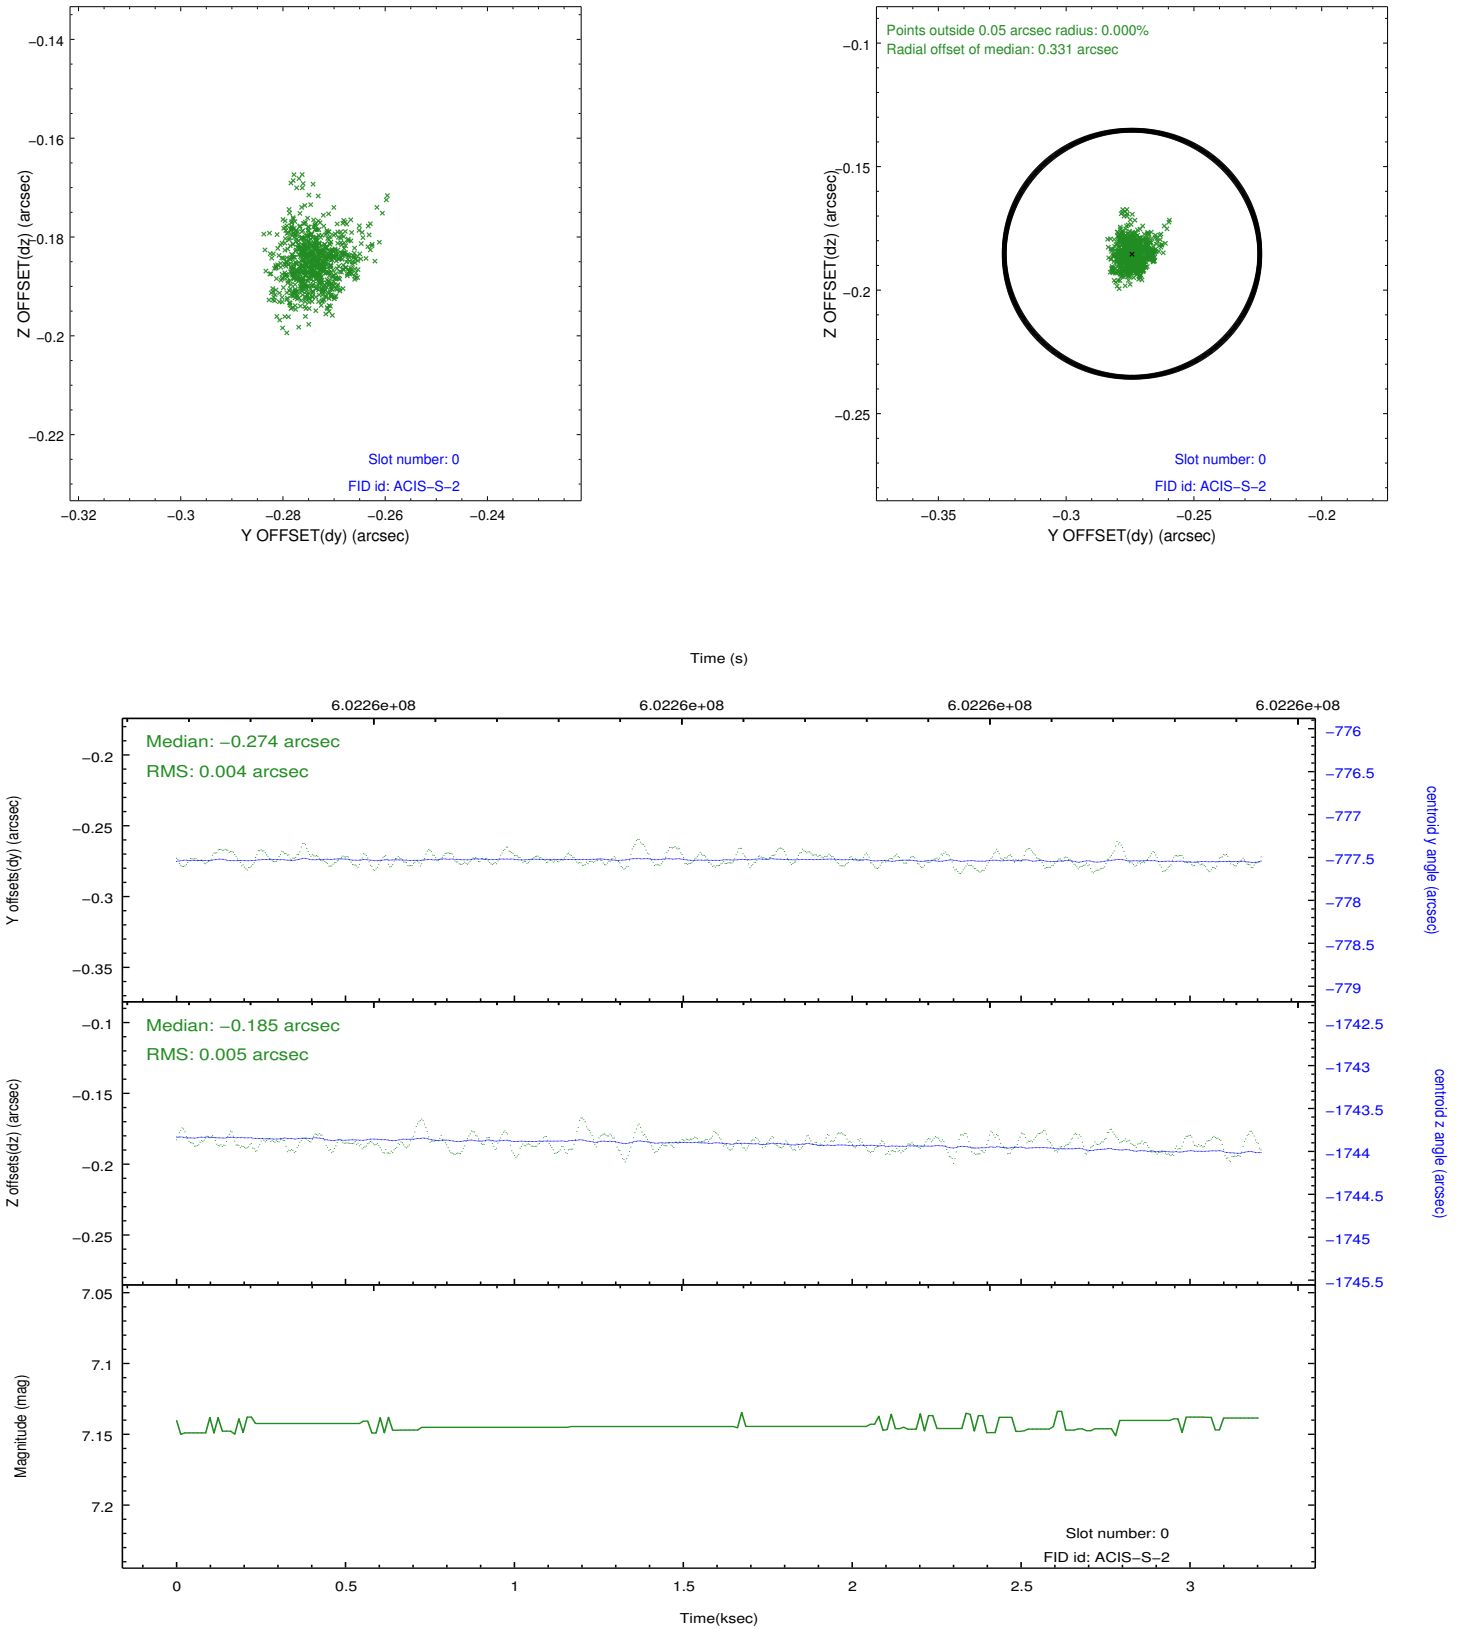 −0.14
−0.16
−0.18
−0.2
−0.22
Z OFFSET(dz) (arcsec)
Slot number: 0
FID id: ACIS−S−2
−0.32 −0.3 −0.28 −0.26 −0.24
Y OFFSET(dy) (arcsec)
Points outside 0.05 arcsec radius: 0.000%
Radial offset of median: 0.331 arcsec
−0.1
−0.15
−0.2
−0.25
Z OFFSET(dz) (arcsec)
Slot number: 0
FID id: ACIS−S−2
−0.35 −0.3 −0.25 −0.2
Y OFFSET(dy) (arcsec)
Time (s)
6.0226e+08 6.0226e+08 6.0226e+08 6.0226e+08
Median: −0.274 arcsec
RMS: 0.004 arcsec
−0.2
−0.25
−0.3
−0.35
Y offsets(dy) (arcsec)
−776
−776.5
−777
−777.5
−778
−778.5
−779
centroid y angle (arcsec)
Median: −0.185 arcsec
RMS: 0.005 arcsec
−0.1
−0.15
−0.2
−0.25
Z offsets(dz) (arcsec)
−1742.5
−1743
−1743.5
−1744
−1744.5
−1745
−1745.5
centroid z angle (arcsec)
7.05
7.1
7.15
7.2
Magnitude (mag)
Slot number: 0
FID id: ACIS−S−2
0 0.5 1 1.5 2 2.5 3
Time(ksec)